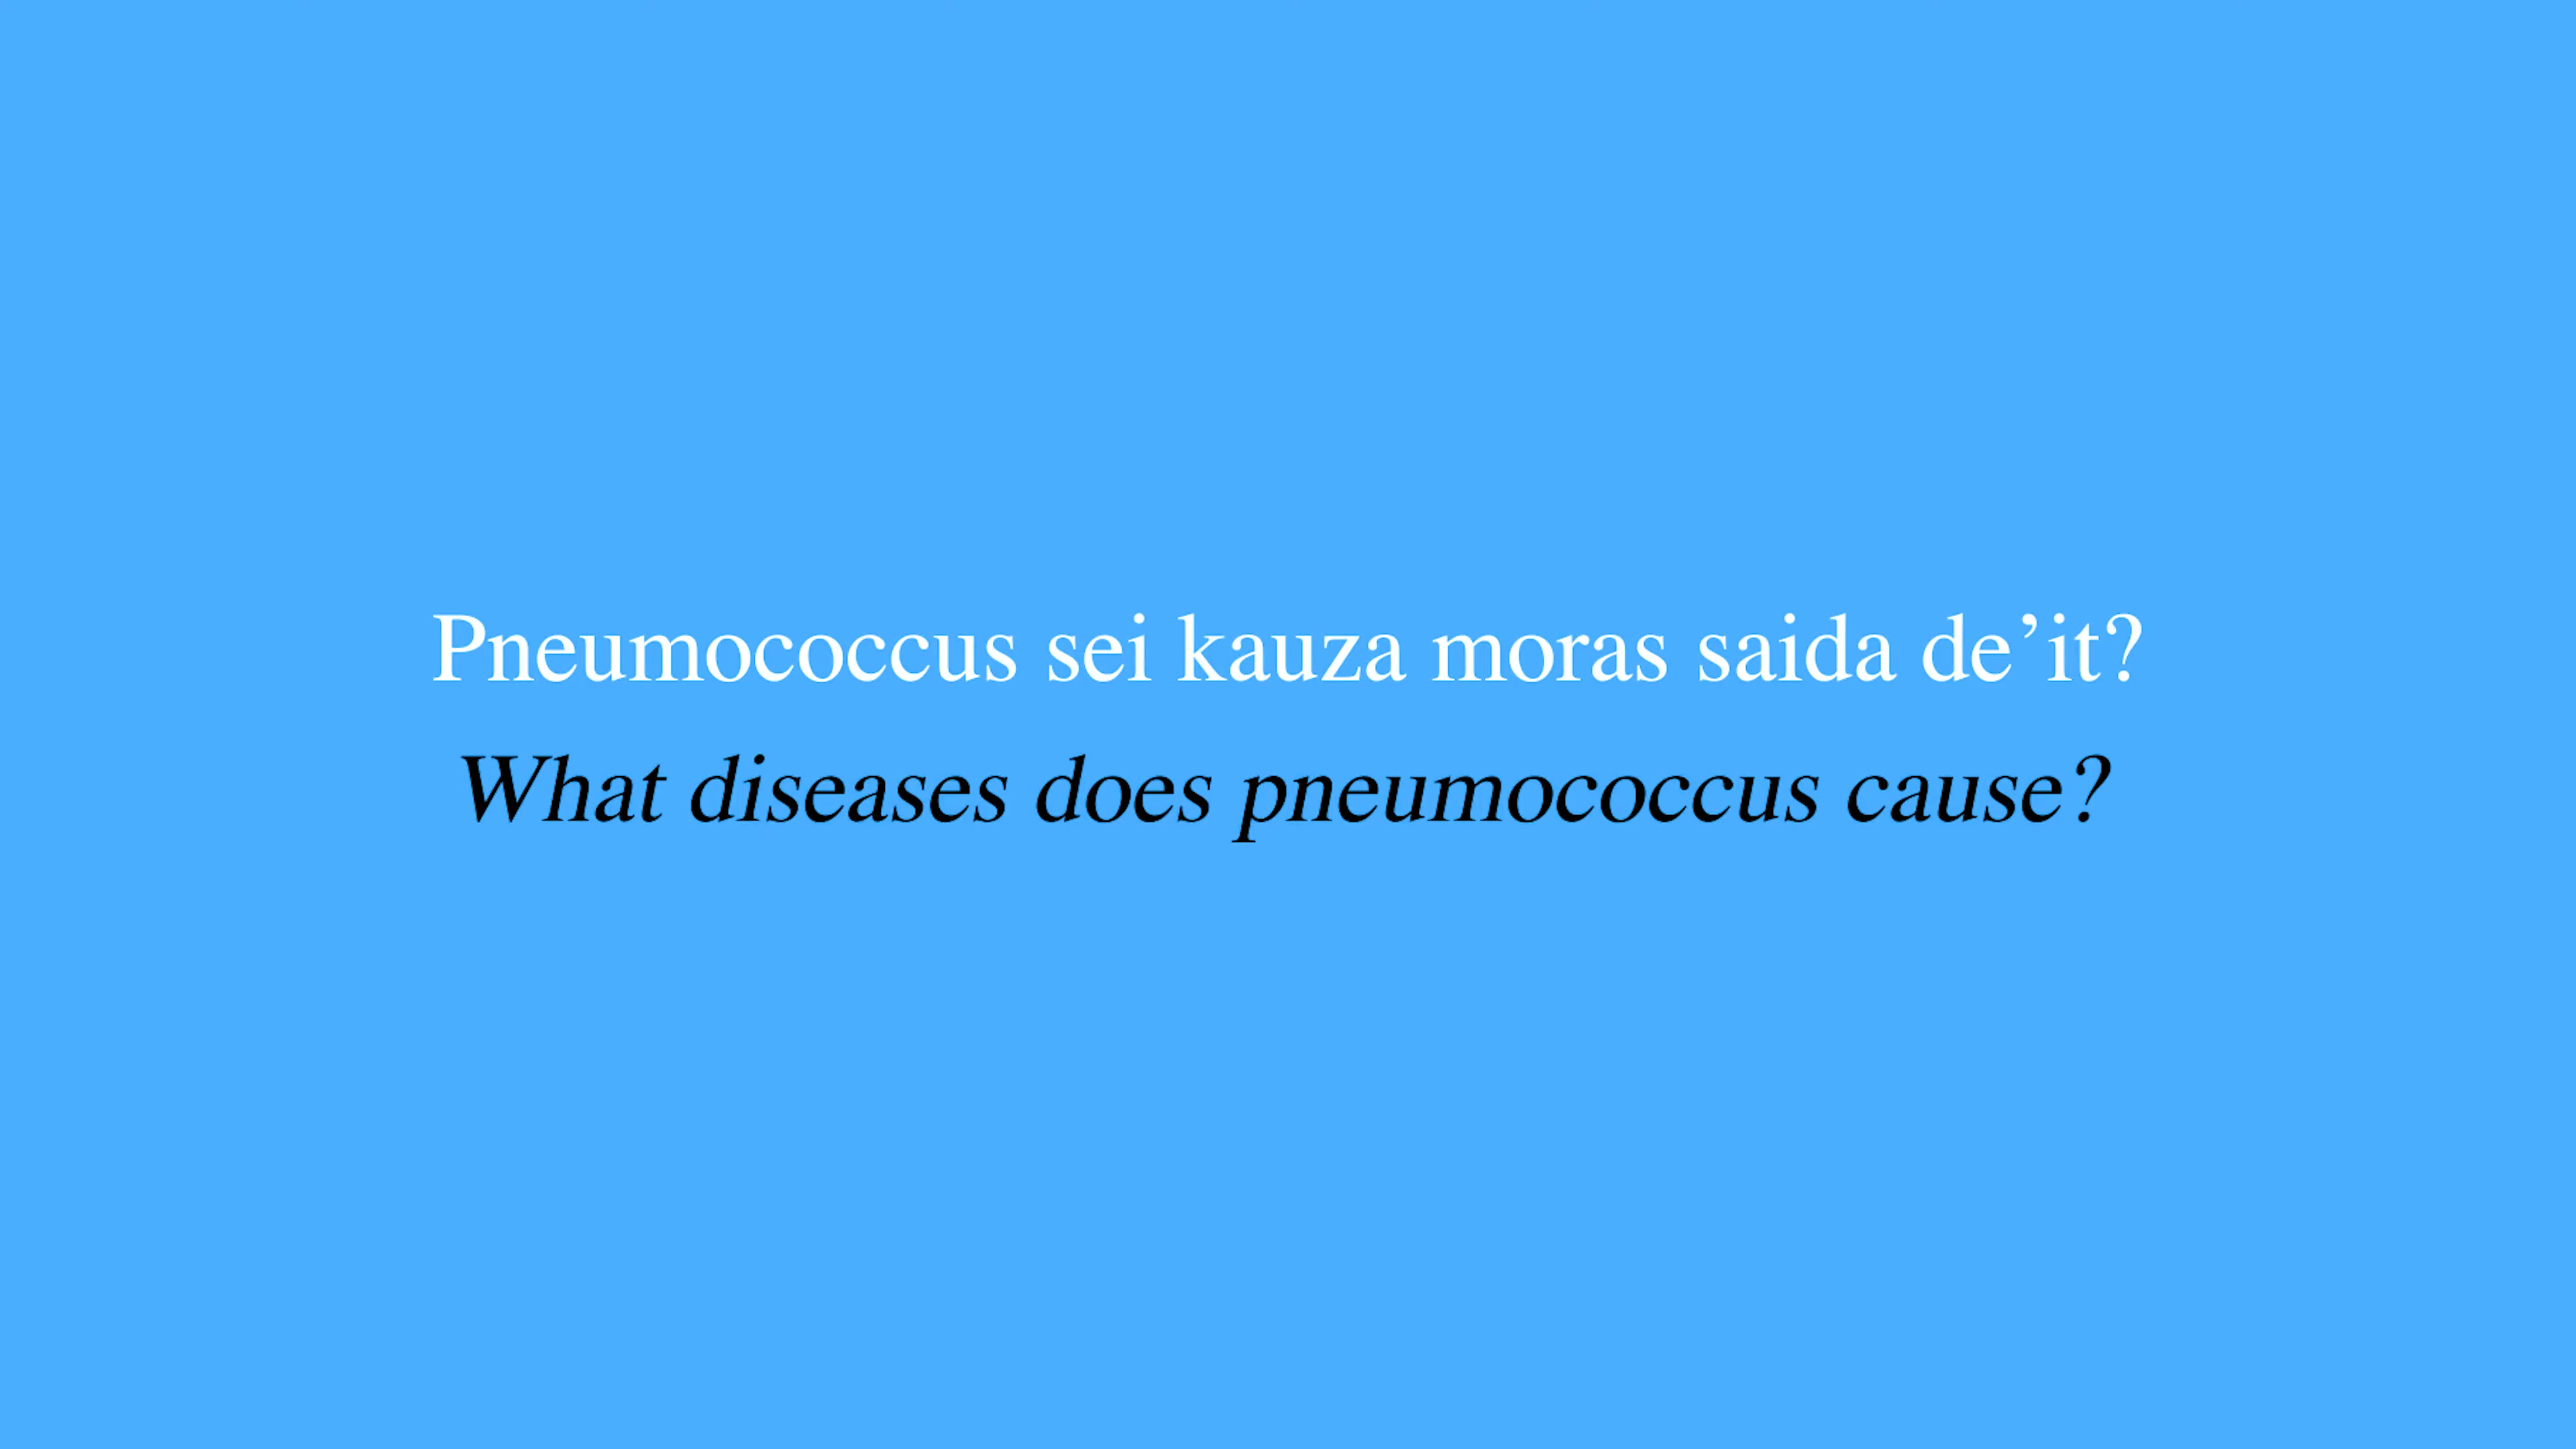 Pneumococcus sei kauza moras saida de’it?
What diseases does pneumococcus cause?